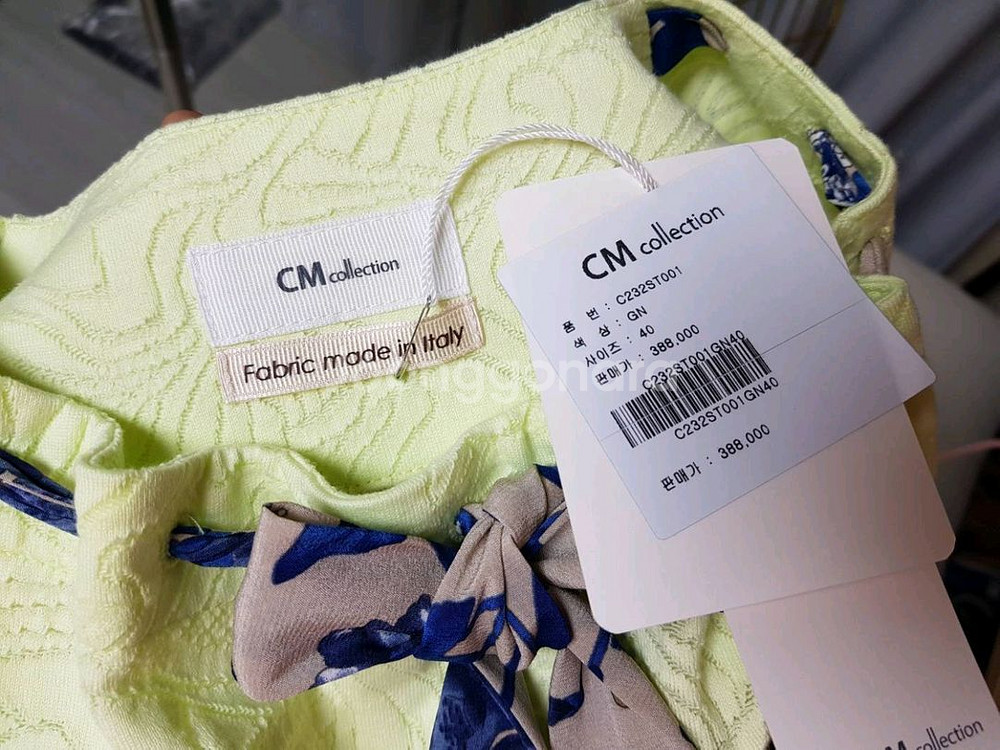 CM collection
Fabric made in Italy
CM collection
품 번 : C232ST001
색 상 : GN
사이즈 : 40
판매가 : 388,000
C232ST001GN40
C232ST001GN40
판매가 : 388,000
CM collection